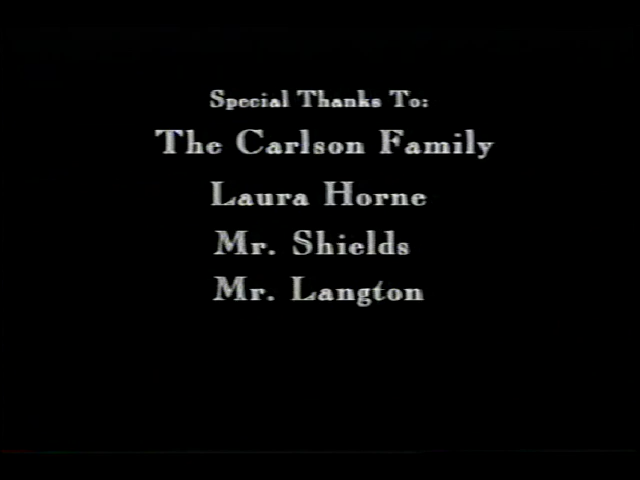 Special Thanks To:
The Carlson Family
Laura Horne
Mr. Shields
Mr. Langton